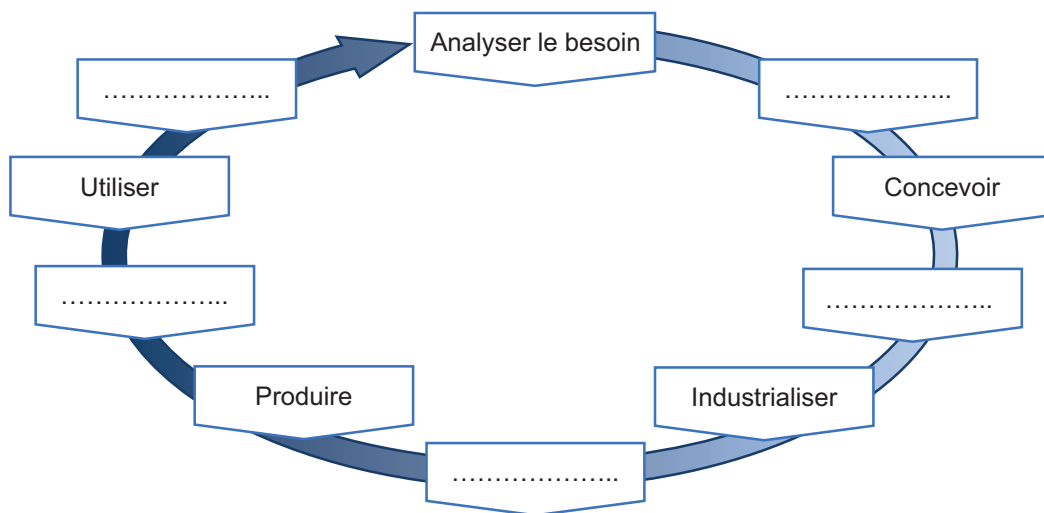 Analyser le besoin
………………..
………………..
Utiliser
Concevoir
………………..
………………..
Produire
Industrialiser
………………..